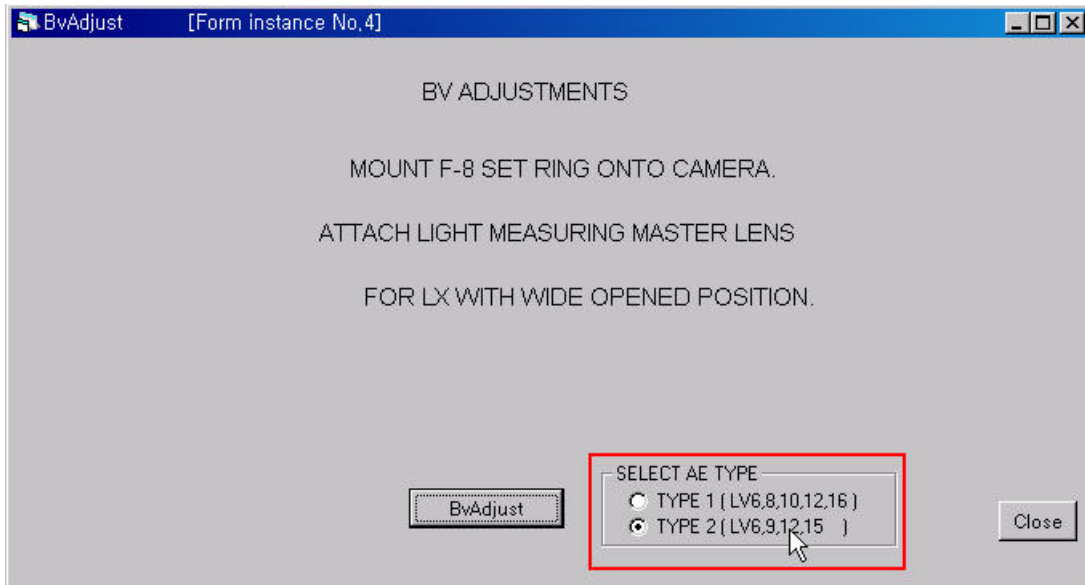 BvAdjust [Form instance No,4]
BV ADJUSTMENTS
MOUNT F-8 SET RING ONTO CAMERA.
ATTACH LIGHT MEASURING MASTER LENS
FOR LX WITH WIDE OPENED POSITION.
SELECT AE TYPE
TYPE 1 ( LV6,8,10,12,16 )
TYPE 2 ( LV6,9,12,15 )
BvAdjust
Close